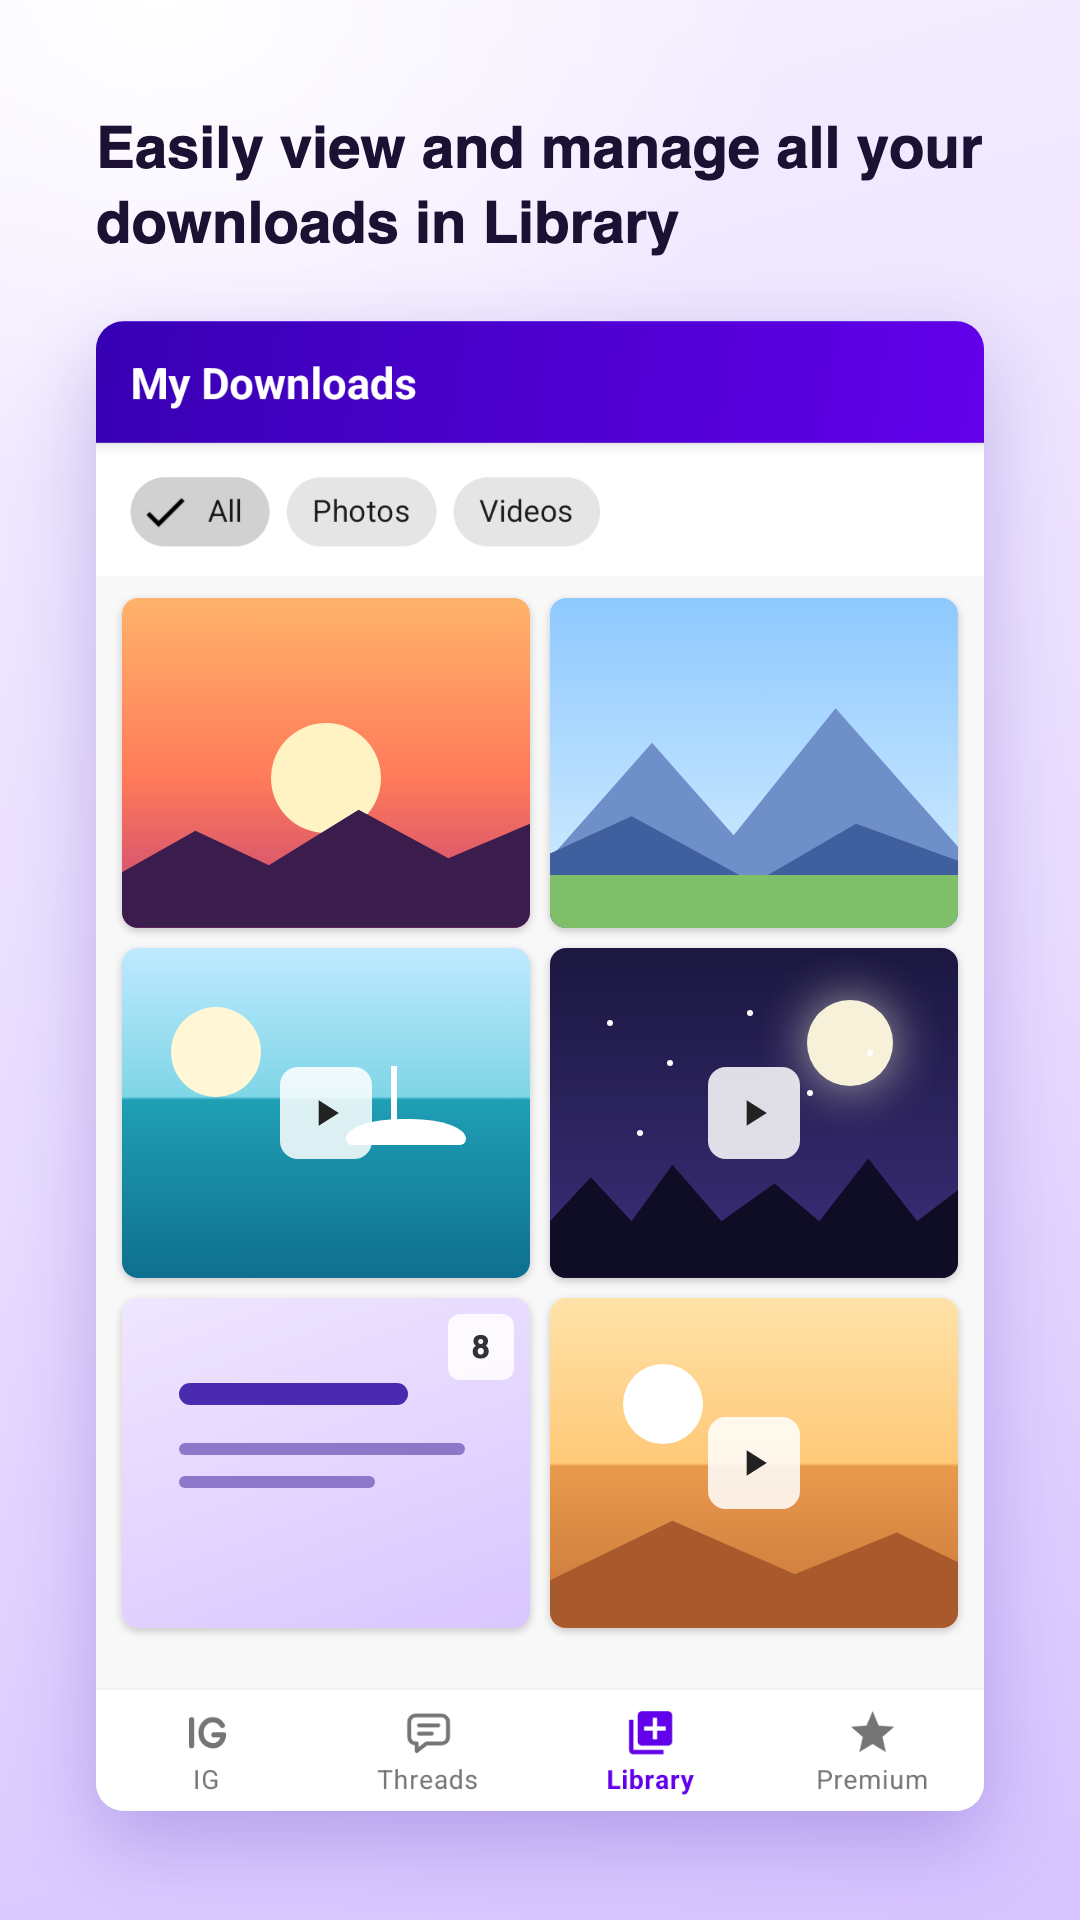 Easily view and manage all your
downloads in Library
My Downloads
All Photos Videos
8
IG
IG Threads Library Premium